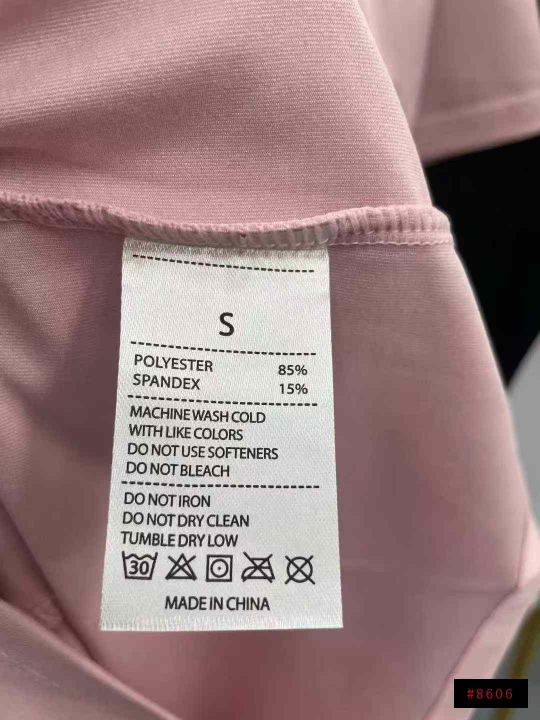 S
POLYESTER 85%
SPANDEX 15%
MACHINE WASH COLD
WITH LIKE COLORS
DO NOT USE SOFTENERS
DO NOT BLEACH
DO NOT IRON
DO NOT DRY CLEAN
TUMBLE DRY LOW
30
MADE IN CHINA
#8606